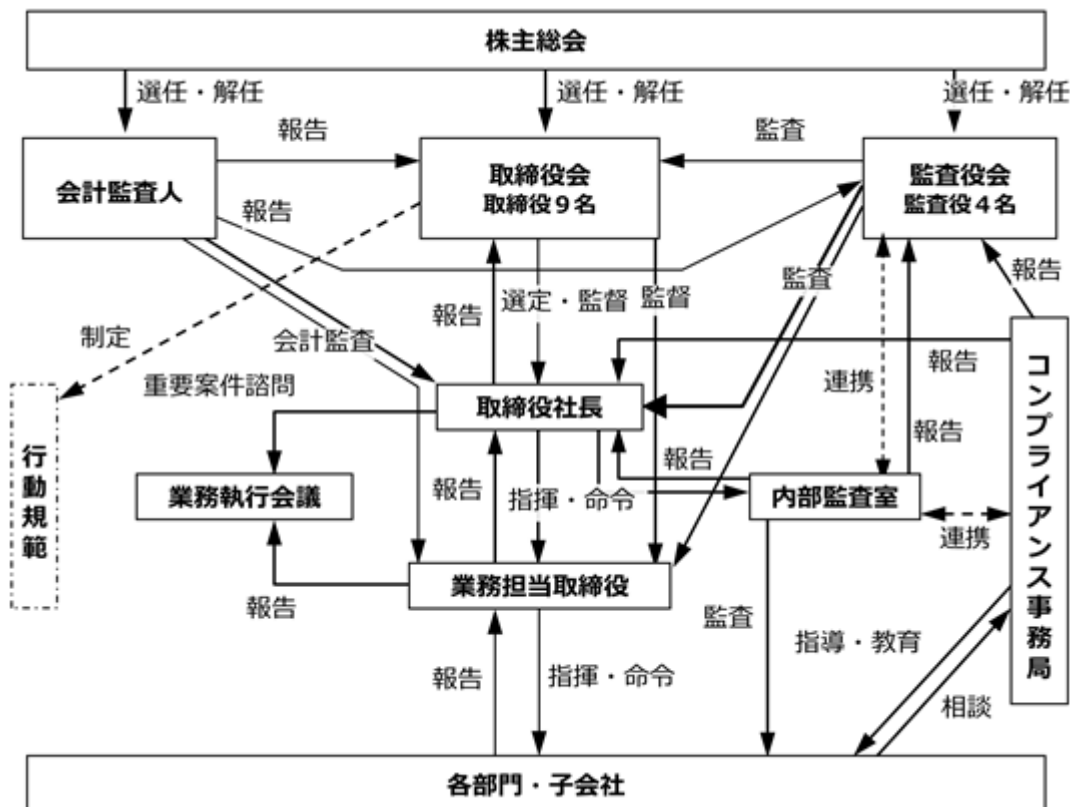 株主総会
選任・解任
選任・解任
選任・解任
報告
監査
会計監査人
取締役会
取締役9名
監査役会
監査役4名
報告
報告
選定・監督
監督
監査
報告
制定
会計監査
報告
連携
重要案件諮問
取締役社長
コンプライアンス事務局
行動規範
報告
報告
報告
業務執行会議
指揮・命令
内部監査室
連携
業務担当取締役
報告
監査
指導・教育
報告
指揮・命令
相談
各部門・子会社